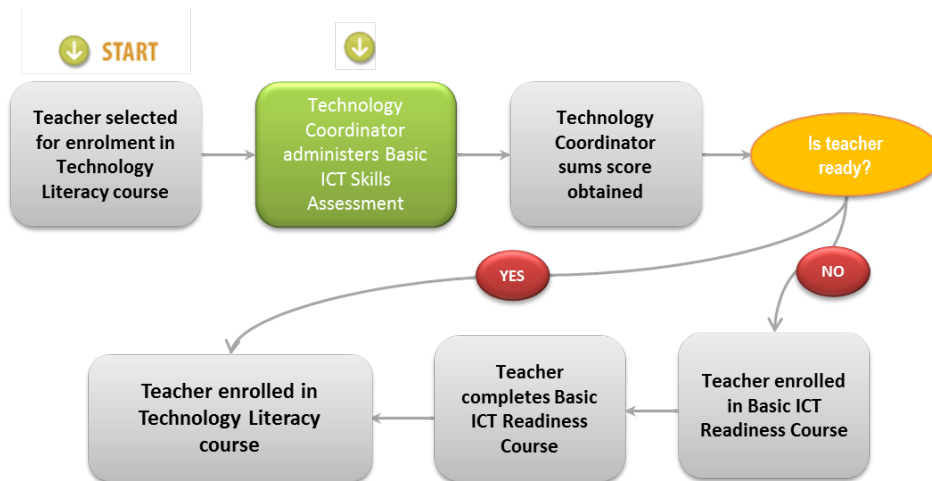 START
Teacher selected
for enrolment in
Technology
Literacy course
Technology
Coordinator
administers Basic
ICT Skills
Assessment
Technology
Coordinator
sums score
obtained
Is teacher
ready?
YES
NO
Teacher enrolled in
Technology Literacy
course
Teacher
completes Basic
ICT Readiness
Course
Teacher enrolled
in Basic ICT
Readiness Course